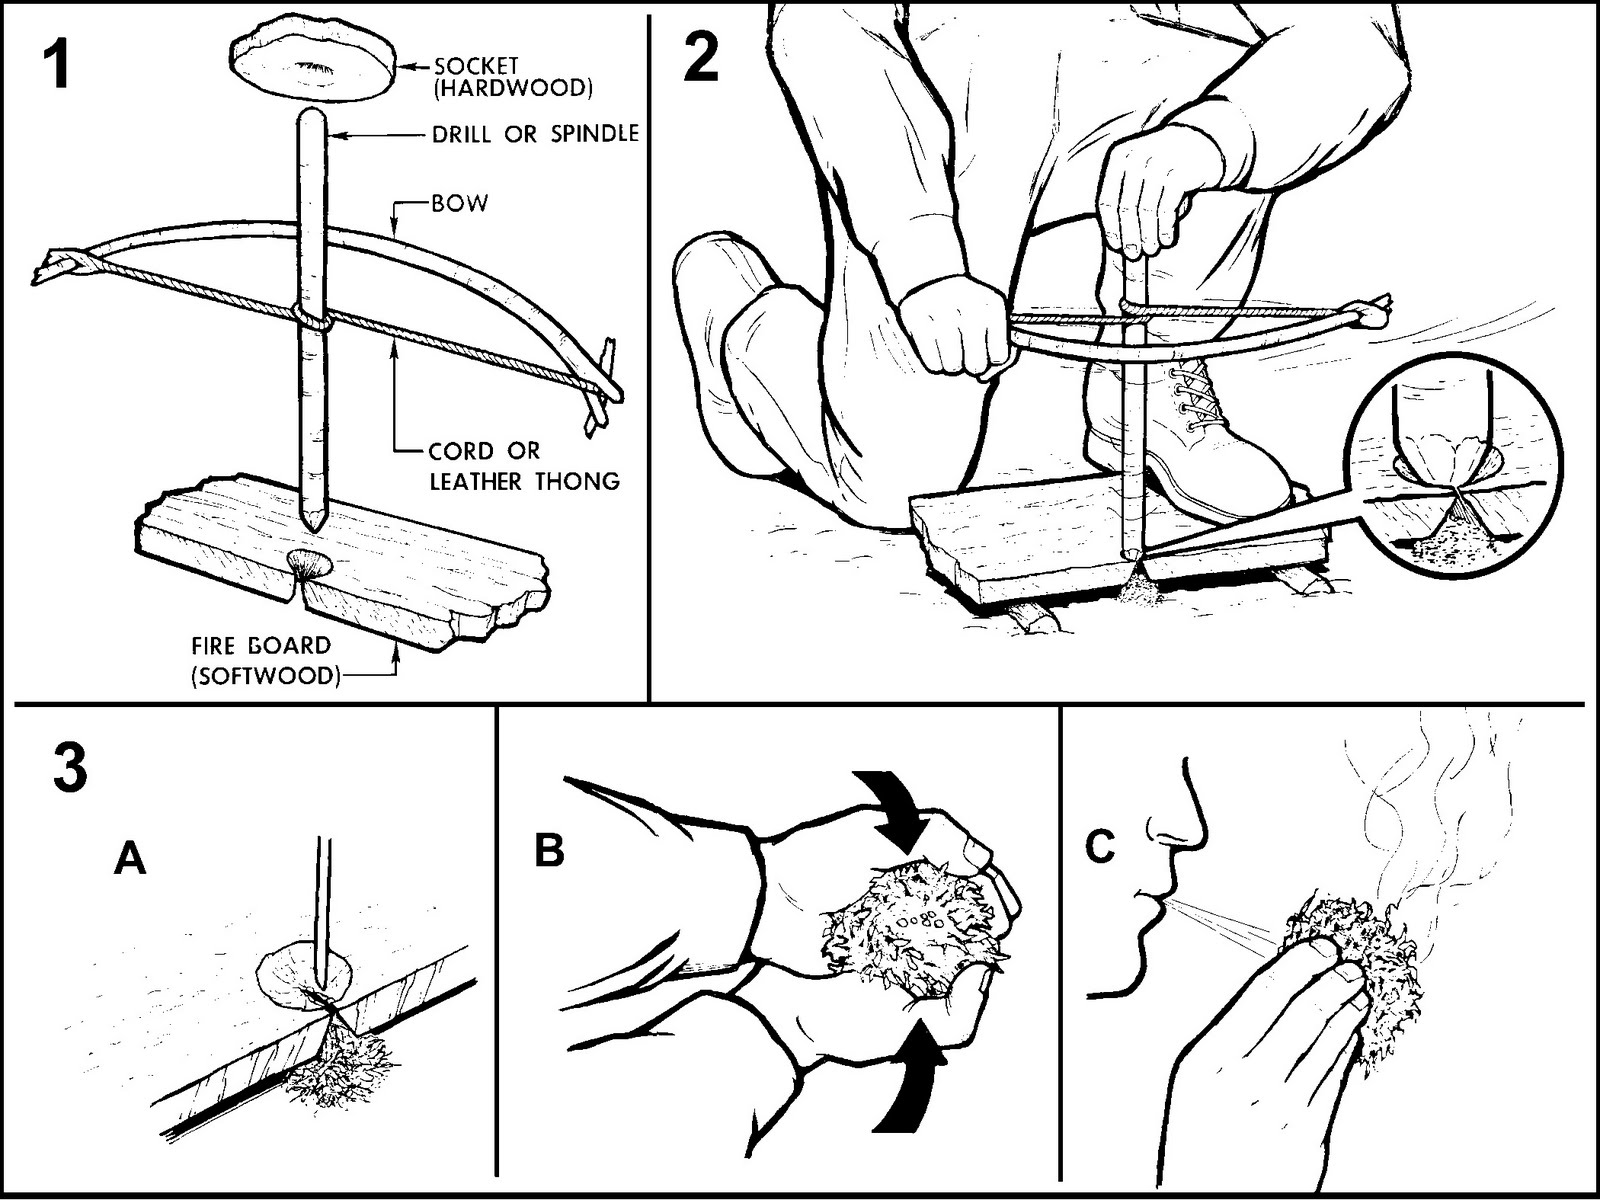 1
SOCKET
(HARDWOOD)
DRILL OR SPINDLE
BOW
CORD OR
LEATHER THONG
FIRE BOARD
(SOFTWOOD)
2
3
A
B
C